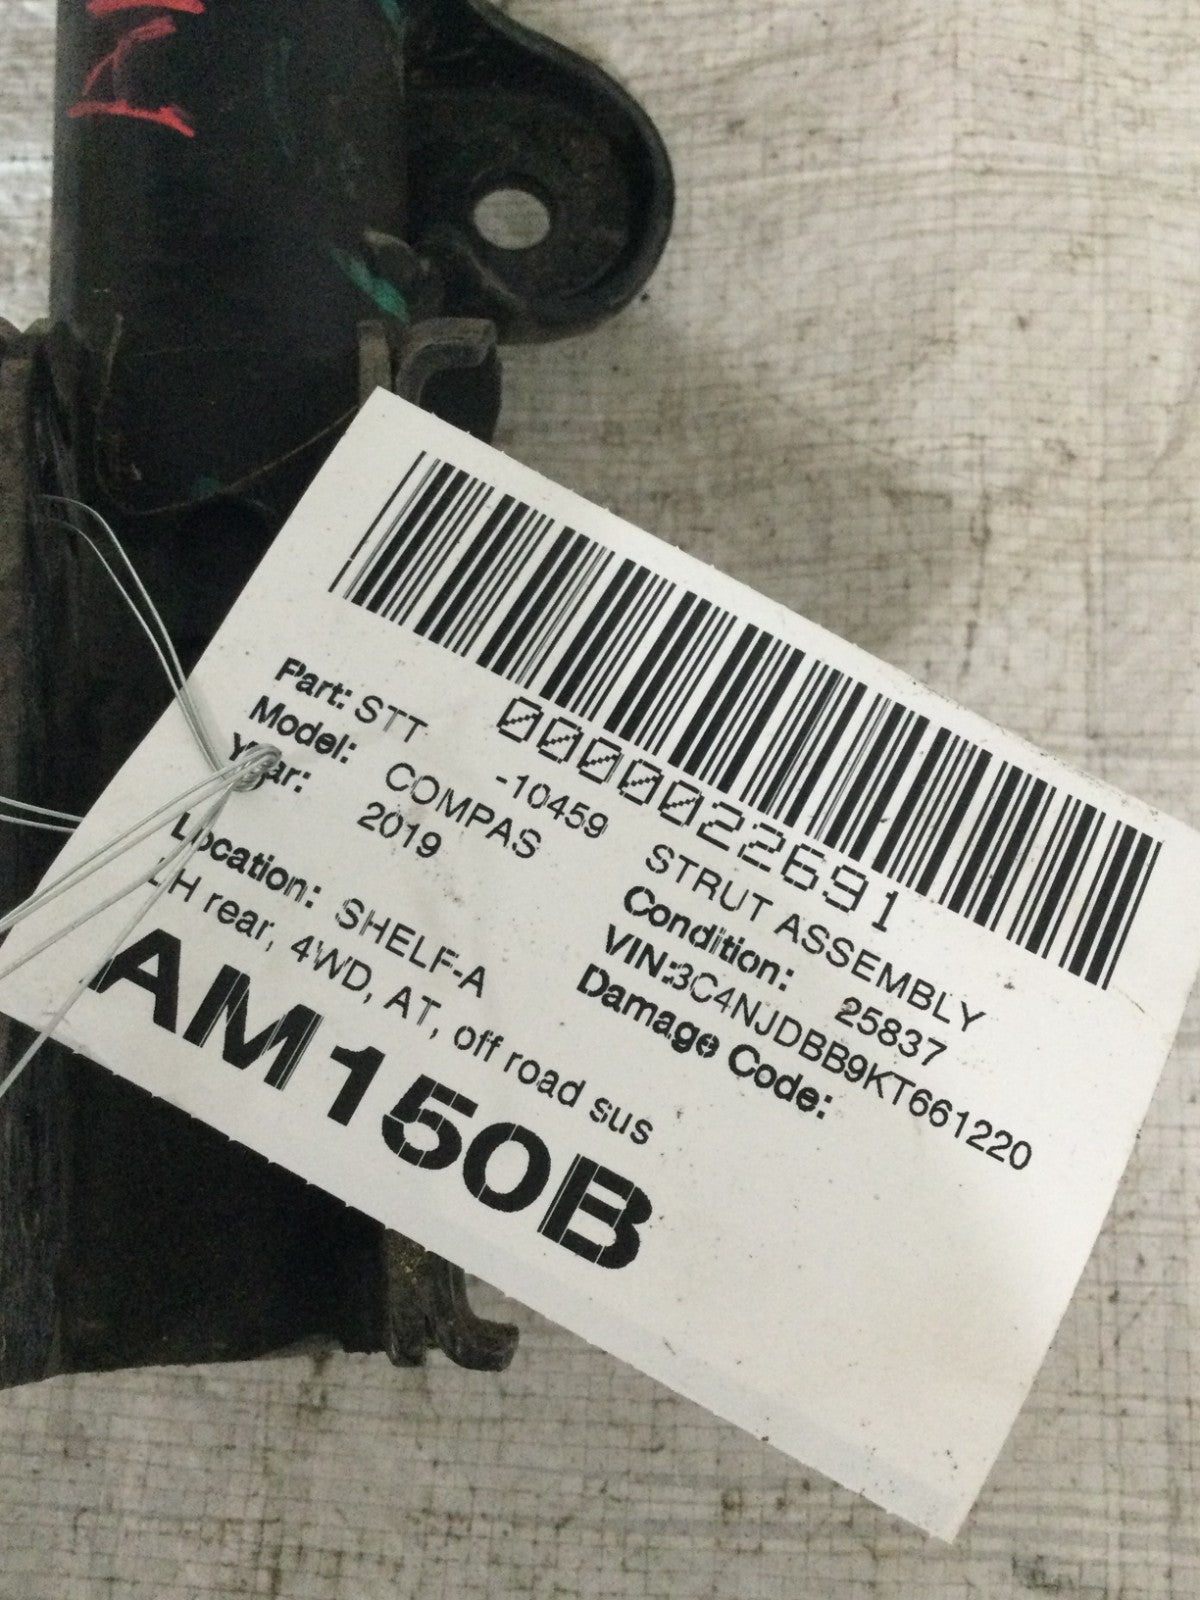 0000022691
Part: STT -10459 STRUT ASSEMBLY
Model: COMPAS Condition: 25837
Year: 2019 VIN:3C4NJDBB9KT661220
Damage Code:
Location: SHELF-A
LH rear, 4WD, AT, off road sus
AM150B